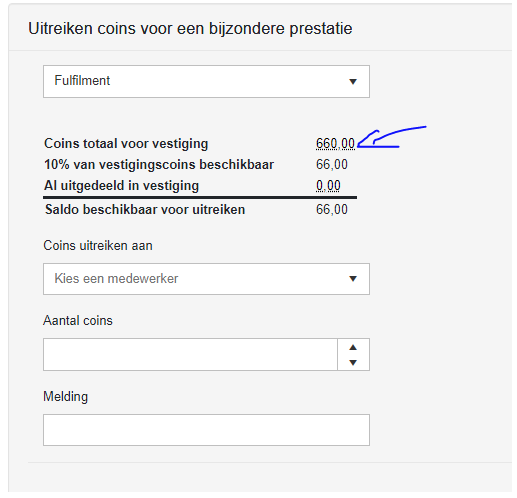 Uitreiken coins voor een bijzondere prestatie
Fulfilment
Coins totaal voor vestiging 660,00
10% van vestigingscoins beschikbaar 66,00
Al uitgedeeld in vestiging 0,00
Saldo beschikbaar voor uitreiken 66,00
Coins uitreiken aan
Kies een medewerker
Aantal coins
Melding